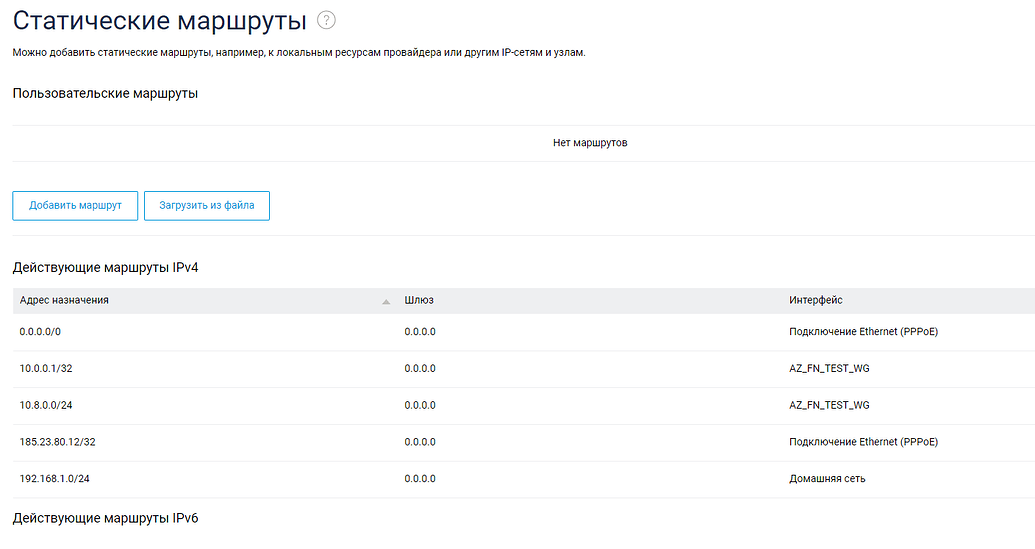 Статические маршруты ?
Можно добавить статические маршруты, например, к локальным ресурсам провайдера или другим IP-сетям и узлам.
Пользовательские маршруты
Нет маршрутов
Добавить маршрут Загрузить из файла
Действующие маршруты IPv4
Адрес назначения Шлюз Интерфейс
0.0.0.0/0 0.0.0.0 Подключение Ethernet (PPPoE)
10.0.0.1/32 0.0.0.0 AZ_FN_TEST_WG
10.8.0.0/24 0.0.0.0 AZ_FN_TEST_WG
185.23.80.12/32 0.0.0.0 Подключение Ethernet (PPPoE)
192.168.1.0/24 0.0.0.0 Домашняя сеть
Действующие маршруты IPv6